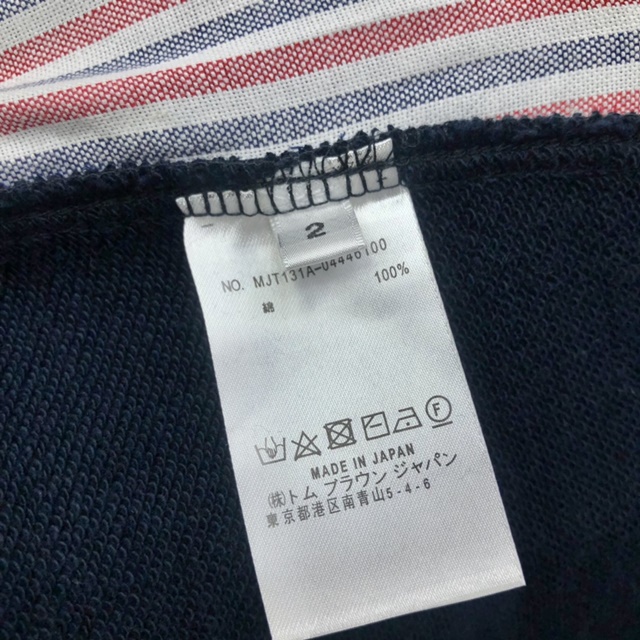 2
NO. MJT131A-U4446100
綿 100%
F
MADE IN JAPAN
(株)トム ブラウン ジャパン
東京都港区南青山5-4-6